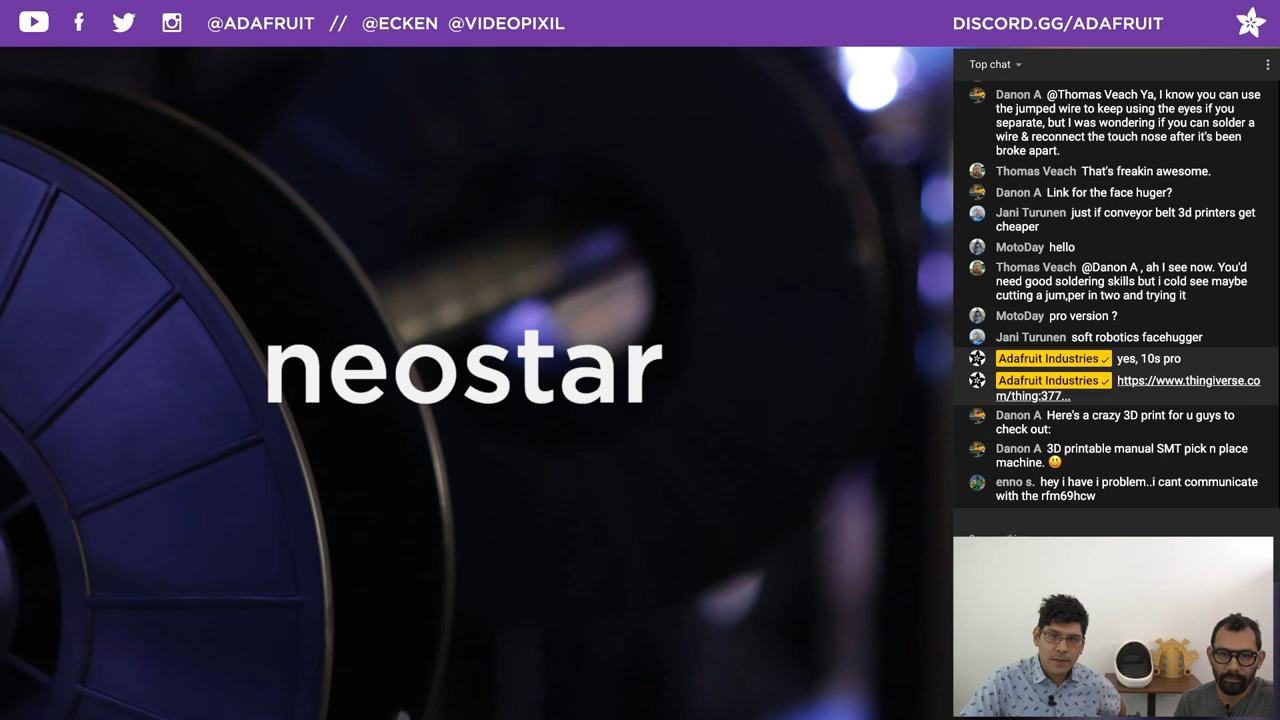 @ADAFRUIT // @ECKEN @VIDEOPIXIL
DISCORD.GG/ADAFRUIT
neostar
Top chat
Danon A @Thomas Veach Ya, I know you can use
the jumped wire to keep using the eyes if you
separate, but I was wondering if you can solder a
wire & reconnect the touch nose after it's been
broke apart.
Thomas Veach That's freakin awesome.
Danon A Link for the face huger?
Jani Turunen just if conveyor belt 3d printers get
cheaper
MotoDay hello
Thomas Veach @Danon A , ah I see now. You'd
need good soldering skills but i cold see maybe
cutting a jum,per in two and trying it
MotoDay pro version ?
Jani Turunen soft robotics facehugger
Adafruit Industries yes, 10s pro
Adafruit Industries https://www.thingiverse.co
m/thing:377...
Danon A Here's a crazy 3D print for u guys to
check out:
Danon A 3D printable manual SMT pick n place
machine. 😃
enno s. hey i have i problem..i cant communicate
with the rfm69hcw